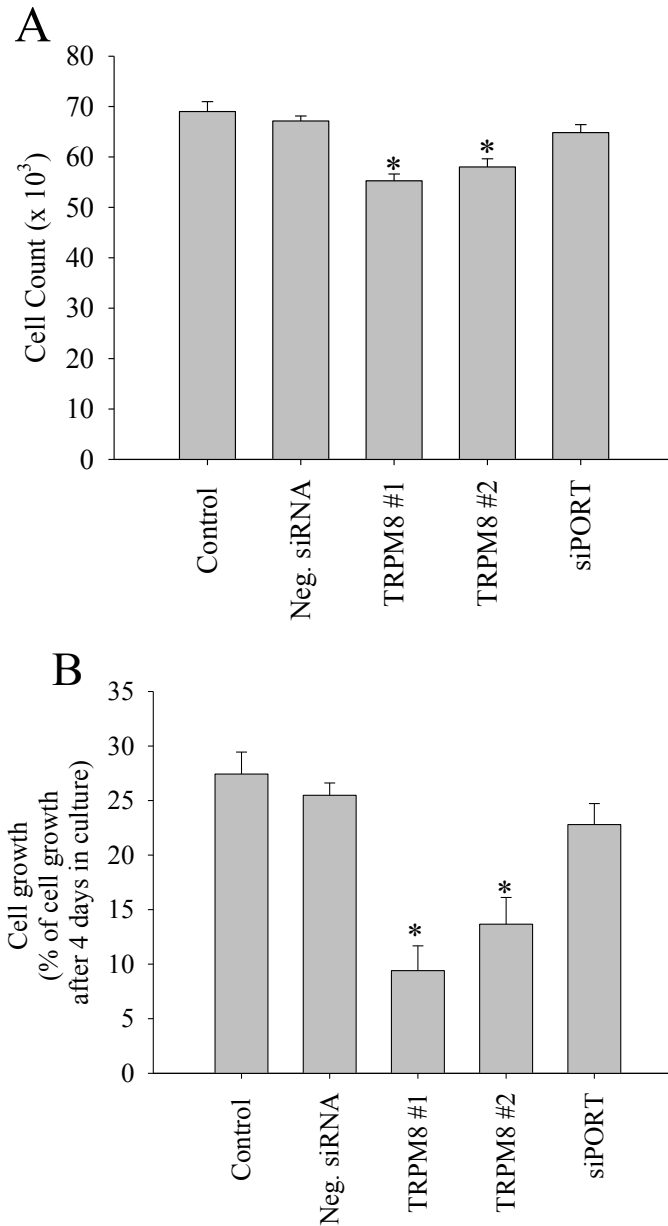 A
80
70
60
50
40
30
20
10
0
Cell Count (x 10³)
*
*
Control
Neg. siRNA
TRPM8 #1
TRPM8 #2
siPORT
B
35
30
25
20
15
10
5
0
Cell growth
(% of cell growth
after 4 days in culture)
*
*
Control
Neg. siRNA
TRPM8 #1
TRPM8 #2
siPORT